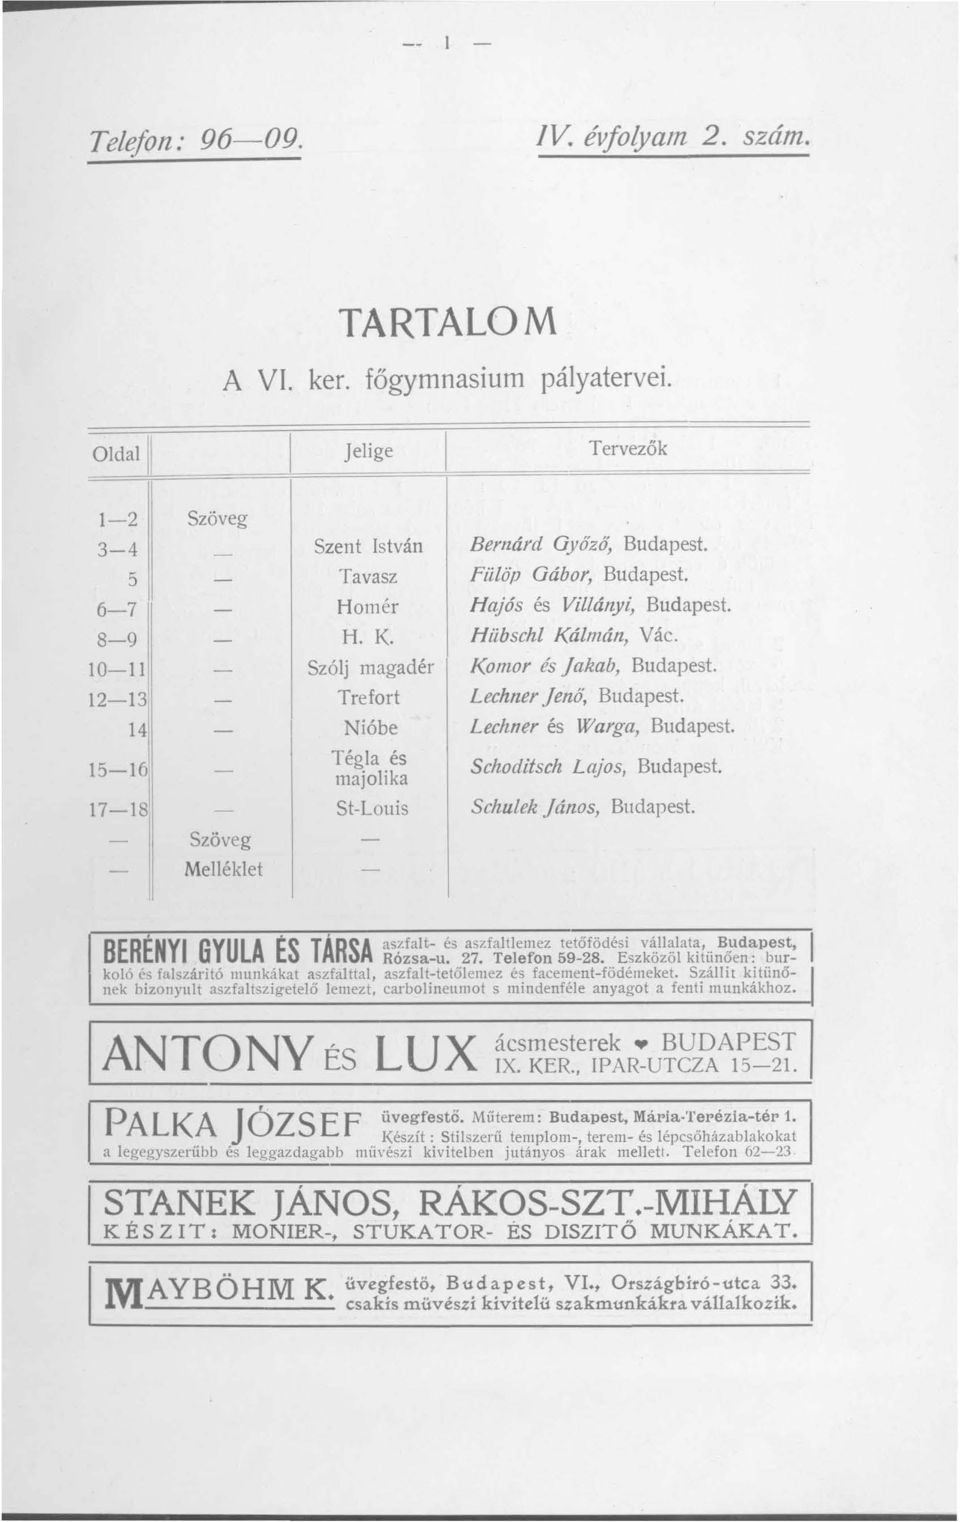 — 1 —
Telefon: 96—09. IV. évfolyam 2. szám.
TARTALOM
A VI. ker. főgymnasium pályatervei.
Oldal Jelige Tervezők
1—2 Szöveg
3—4 — Szent István Bernárd Győző, Budapest.
5 — Tavasz Fülöp Gábor, Budapest.
6—7 — Homér Hajós és Villányi, Budapest.
8—9 — H. K. Hübschl Kálmán, Vác.
10—11 — Szólj magadér Komor és Jakab, Budapest.
12—13 — Trefort Lechner Jenő, Budapest.
14 — Nióbe Lechner és Warga, Budapest.
15—16 — Tégla és majolika Schoditsch Lajos, Budapest.
17—18 — St-Louis Schulek János, Budapest.
— Szöveg —
— Melléklet —
BERÉNYI GYULA ÉS TÁRSA aszfalt- és aszfaltlemez tetőfödési vállalata, Budapest,
Rózsa-u. 27. Telefon 59-28. Eszközöl kitünően: bur-
koló és falszáritó munkákat aszfalttal, aszfalt-tetőlemez és facement-födémeket. Szállit kitünő-
nek bizonyult aszfaltszigetelő lemezt, carbolineumot s mindenféle anyagot a fenti munkákhoz.
ANTONY ÉS LUX ácsmesterek ♥ BUDAPEST
IX. KER., IPAR-UTCZA 15—21.
PALKA JÓZSEF üvegfestő. Műterem: Budapest, Mária-Terézia-tér 1.
Készít: Stilszerű templom-, terem- és lépcsőházablakokat
a legegyszerűbb és leggazdagabb művészi kivitelben jutányos árak mellett. Telefon 62—23.
STANEK JÁNOS, RÁKOS-SZT.-MIHÁLY
KÉSZIT: MONIER-, STUKATOR- ÉS DISZITŐ MUNKÁKAT.
MAYBÖHM K. üvegfestő, Budapest, VI., Országbíró-utca 33.
csakis művészi kivitelű szakmunkákra vállalkozik.